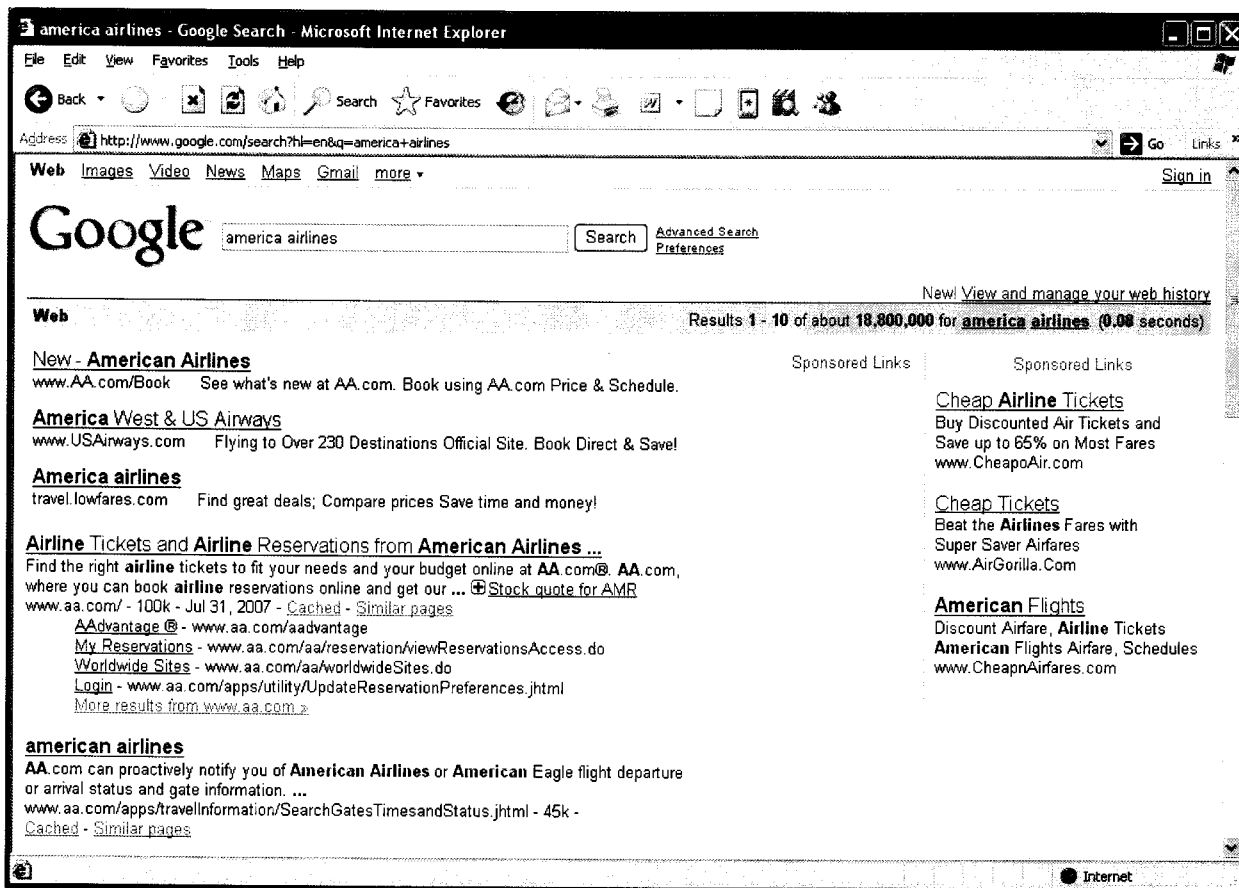 america airlines - Google Search - Microsoft Internet Explorer
File Edit View Favorites Tools Help
Back Search Favorites
Address http://www.google.com/search?hl=en&q=america+airlines Go Links »
Web Images Video News Maps Gmail more Sign in
Google america airlines Search Advanced Search
Preferences
New! View and manage your web history
Web Results 1 - 10 of about 18,800,000 for america airlines. (0.08 seconds)
New - American Airlines Sponsored Links
www.AA.com/Book See what's new at AA.com. Book using AA.com Price & Schedule.
America West & US Airways
www.USAirways.com Flying to Over 230 Destinations Official Site. Book Direct & Save!
America airlines
travel.lowfares.com Find great deals; Compare prices Save time and money!
Airline Tickets and Airline Reservations from American Airlines ...
Find the right airline tickets to fit your needs and your budget online at AA.com®. AA.com,
where you can book airline reservations online and get our ... Stock quote for AMR
www.aa.com/ - 100k - Jul 31, 2007 - Cached - Similar pages
AAdvantage ® - www.aa.com/aadvantage
My Reservations - www.aa.com/aa/reservation/viewReservationsAccess.do
Worldwide Sites - www.aa.com/aa/worldwideSites.do
Login - www.aa.com/apps/utility/UpdateReservationPreferences.jhtml
More results from www.aa.com »
american airlines
AA.com can proactively notify you of American Airlines or American Eagle flight departure
or arrival status and gate information. ...
www.aa.com/apps/travelInformation/SearchGatesTimesandStatus.jhtml - 45k -
Cached - Similar pages
Sponsored Links
Cheap Airline Tickets
Buy Discounted Air Tickets and
Save up to 65% on Most Fares
www.CheapoAir.com
Cheap Tickets
Beat the Airlines Fares with
Super Saver Airfares
www.AirGorilla.Com
American Flights
Discount Airfare, Airline Tickets
American Flights Airfare, Schedules
www.CheapnAirfares.com
Internet